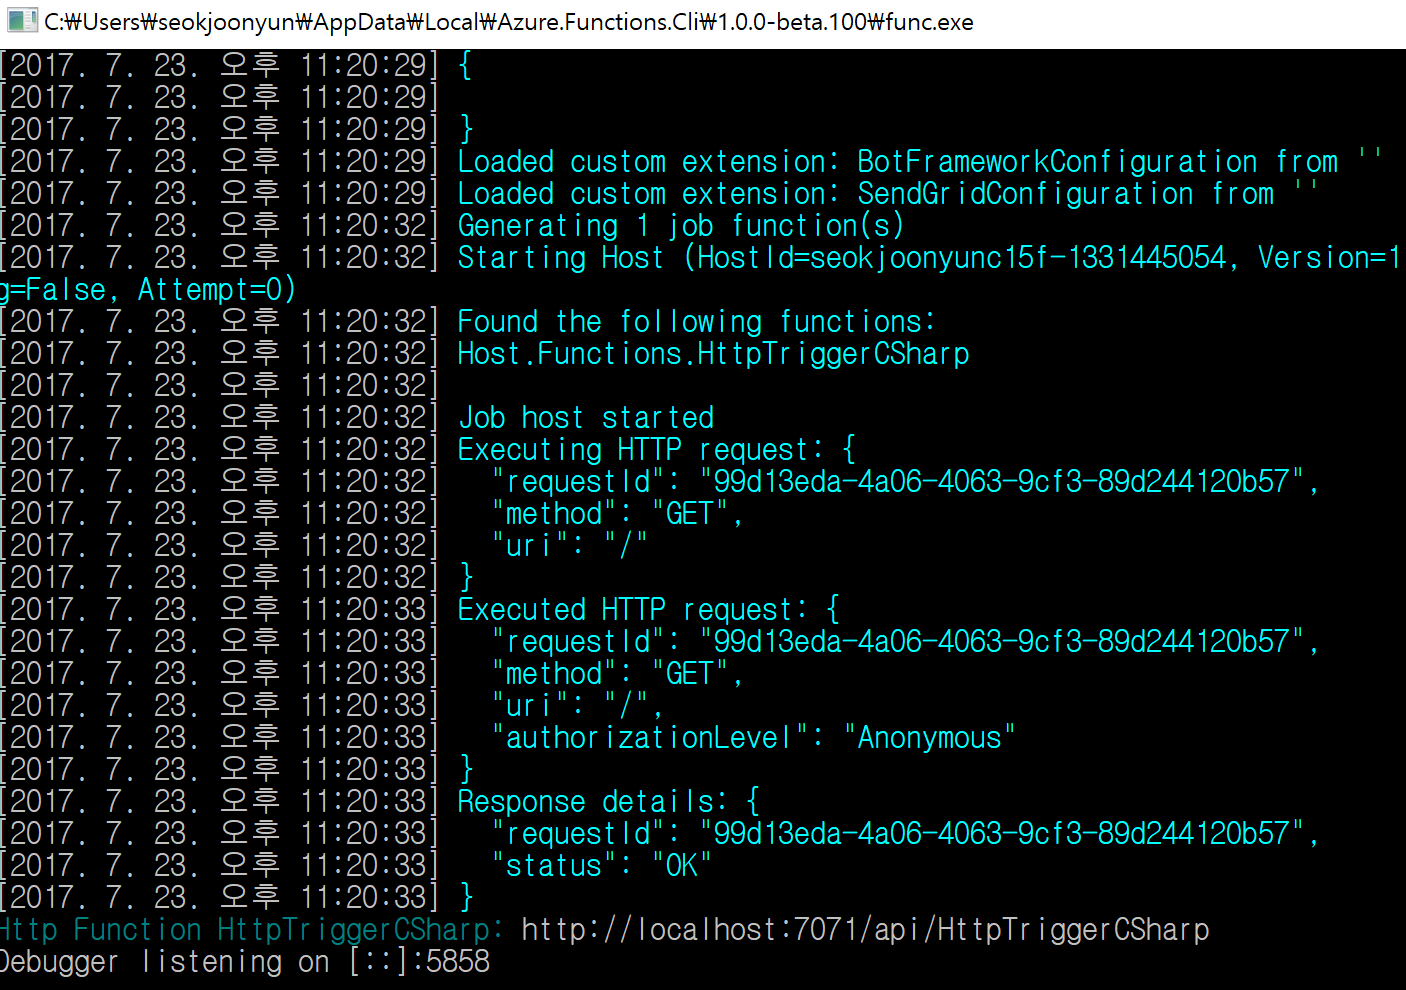 C:₩Users₩seokjoonyun₩AppData₩Local₩Azure.Functions.Cli₩1.0.0-beta.100₩func.exe
[2017. 7. 23. 오후 11:20:29] {
[2017. 7. 23. 오후 11:20:29]
[2017. 7. 23. 오후 11:20:29] }
[2017. 7. 23. 오후 11:20:29] Loaded custom extension: BotFrameworkConfiguration from ''
[2017. 7. 23. 오후 11:20:29] Loaded custom extension: SendGridConfiguration from ''
[2017. 7. 23. 오후 11:20:32] Generating 1 job function(s)
[2017. 7. 23. 오후 11:20:32] Starting Host (HostId=seokjoonyunc15f-1331445054, Version=1
g=False, Attempt=0)
[2017. 7. 23. 오후 11:20:32] Found the following functions:
[2017. 7. 23. 오후 11:20:32] Host.Functions.HttpTriggerCSharp
[2017. 7. 23. 오후 11:20:32]
[2017. 7. 23. 오후 11:20:32] Job host started
[2017. 7. 23. 오후 11:20:32] Executing HTTP request: {
[2017. 7. 23. 오후 11:20:32]   "requestId": "99d13eda-4a06-4063-9cf3-89d244120b57",
[2017. 7. 23. 오후 11:20:32]   "method": "GET",
[2017. 7. 23. 오후 11:20:32]   "uri": "/"
[2017. 7. 23. 오후 11:20:32] }
[2017. 7. 23. 오후 11:20:33] Executed HTTP request: {
[2017. 7. 23. 오후 11:20:33]   "requestId": "99d13eda-4a06-4063-9cf3-89d244120b57",
[2017. 7. 23. 오후 11:20:33]   "method": "GET",
[2017. 7. 23. 오후 11:20:33]   "uri": "/",
[2017. 7. 23. 오후 11:20:33]   "authorizationLevel": "Anonymous"
[2017. 7. 23. 오후 11:20:33] }
[2017. 7. 23. 오후 11:20:33] Response details: {
[2017. 7. 23. 오후 11:20:33]   "requestId": "99d13eda-4a06-4063-9cf3-89d244120b57",
[2017. 7. 23. 오후 11:20:33]   "status": "OK"
[2017. 7. 23. 오후 11:20:33] }
Http Function HttpTriggerCSharp: http://localhost:7071/api/HttpTriggerCSharp
Debugger listening on [::]:5858